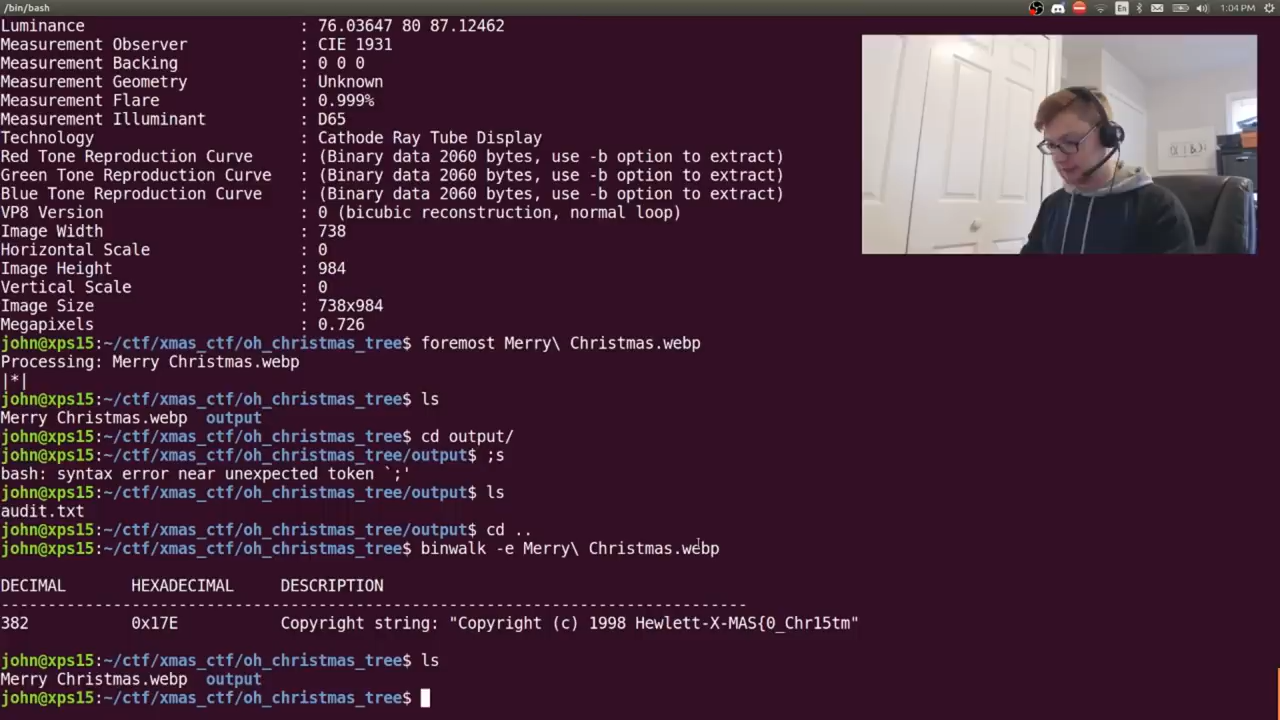 /bin/bash
En
1:04 PM
Luminance : 76.03647 80 87.12462
Measurement Observer : CIE 1931
Measurement Backing : 0 0 0
Measurement Geometry : Unknown
Measurement Flare : 0.999%
Measurement Illuminant : D65
Technology : Cathode Ray Tube Display
Red Tone Reproduction Curve : (Binary data 2060 bytes, use -b option to extract)
Green Tone Reproduction Curve : (Binary data 2060 bytes, use -b option to extract)
Blue Tone Reproduction Curve : (Binary data 2060 bytes, use -b option to extract)
VP8 Version : 0 (bicubic reconstruction, normal loop)
Image Width : 738
Horizontal Scale : 0
Image Height : 984
Vertical Scale : 0
Image Size : 738x984
Megapixels : 0.726
john@xps15:~/ctf/xmas_ctf/oh_christmas_tree$ foremost Merry\ Christmas.webp
Processing: Merry Christmas.webp
|*|
john@xps15:~/ctf/xmas_ctf/oh_christmas_tree$ ls
Merry Christmas.webp output
john@xps15:~/ctf/xmas_ctf/oh_christmas_tree$ cd output/
john@xps15:~/ctf/xmas_ctf/oh_christmas_tree/output$ ;s
bash: syntax error near unexpected token `;'
john@xps15:~/ctf/xmas_ctf/oh_christmas_tree/output$ ls
audit.txt
john@xps15:~/ctf/xmas_ctf/oh_christmas_tree/output$ cd ..
john@xps15:~/ctf/xmas_ctf/oh_christmas_tree$ binwalk -e Merry\ Christmas.webp
DECIMAL HEXADECIMAL DESCRIPTION
--------------------------------------------------------------------------------
382 0x17E Copyright string: "Copyright (c) 1998 Hewlett-X-MAS{0_Chr15tm"
john@xps15:~/ctf/xmas_ctf/oh_christmas_tree$ ls
Merry Christmas.webp output
john@xps15:~/ctf/xmas_ctf/oh_christmas_tree$